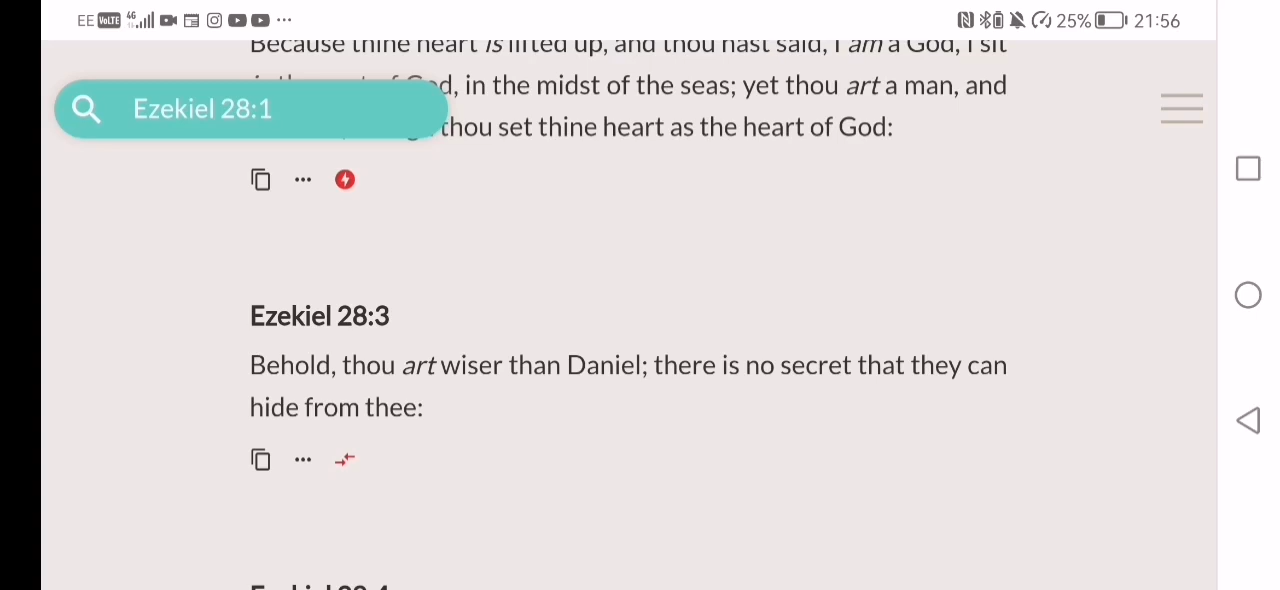 EE VoLTE 4G 25% 21:56
Because thine heart is lifted up, and thou hast said, I am a God, I sit
in the midst of the seas; yet thou art a man, and
thou set thine heart as the heart of God:
Ezekiel 28:1
Ezekiel 28:3
Behold, thou art wiser than Daniel; there is no secret that they can
hide from thee: